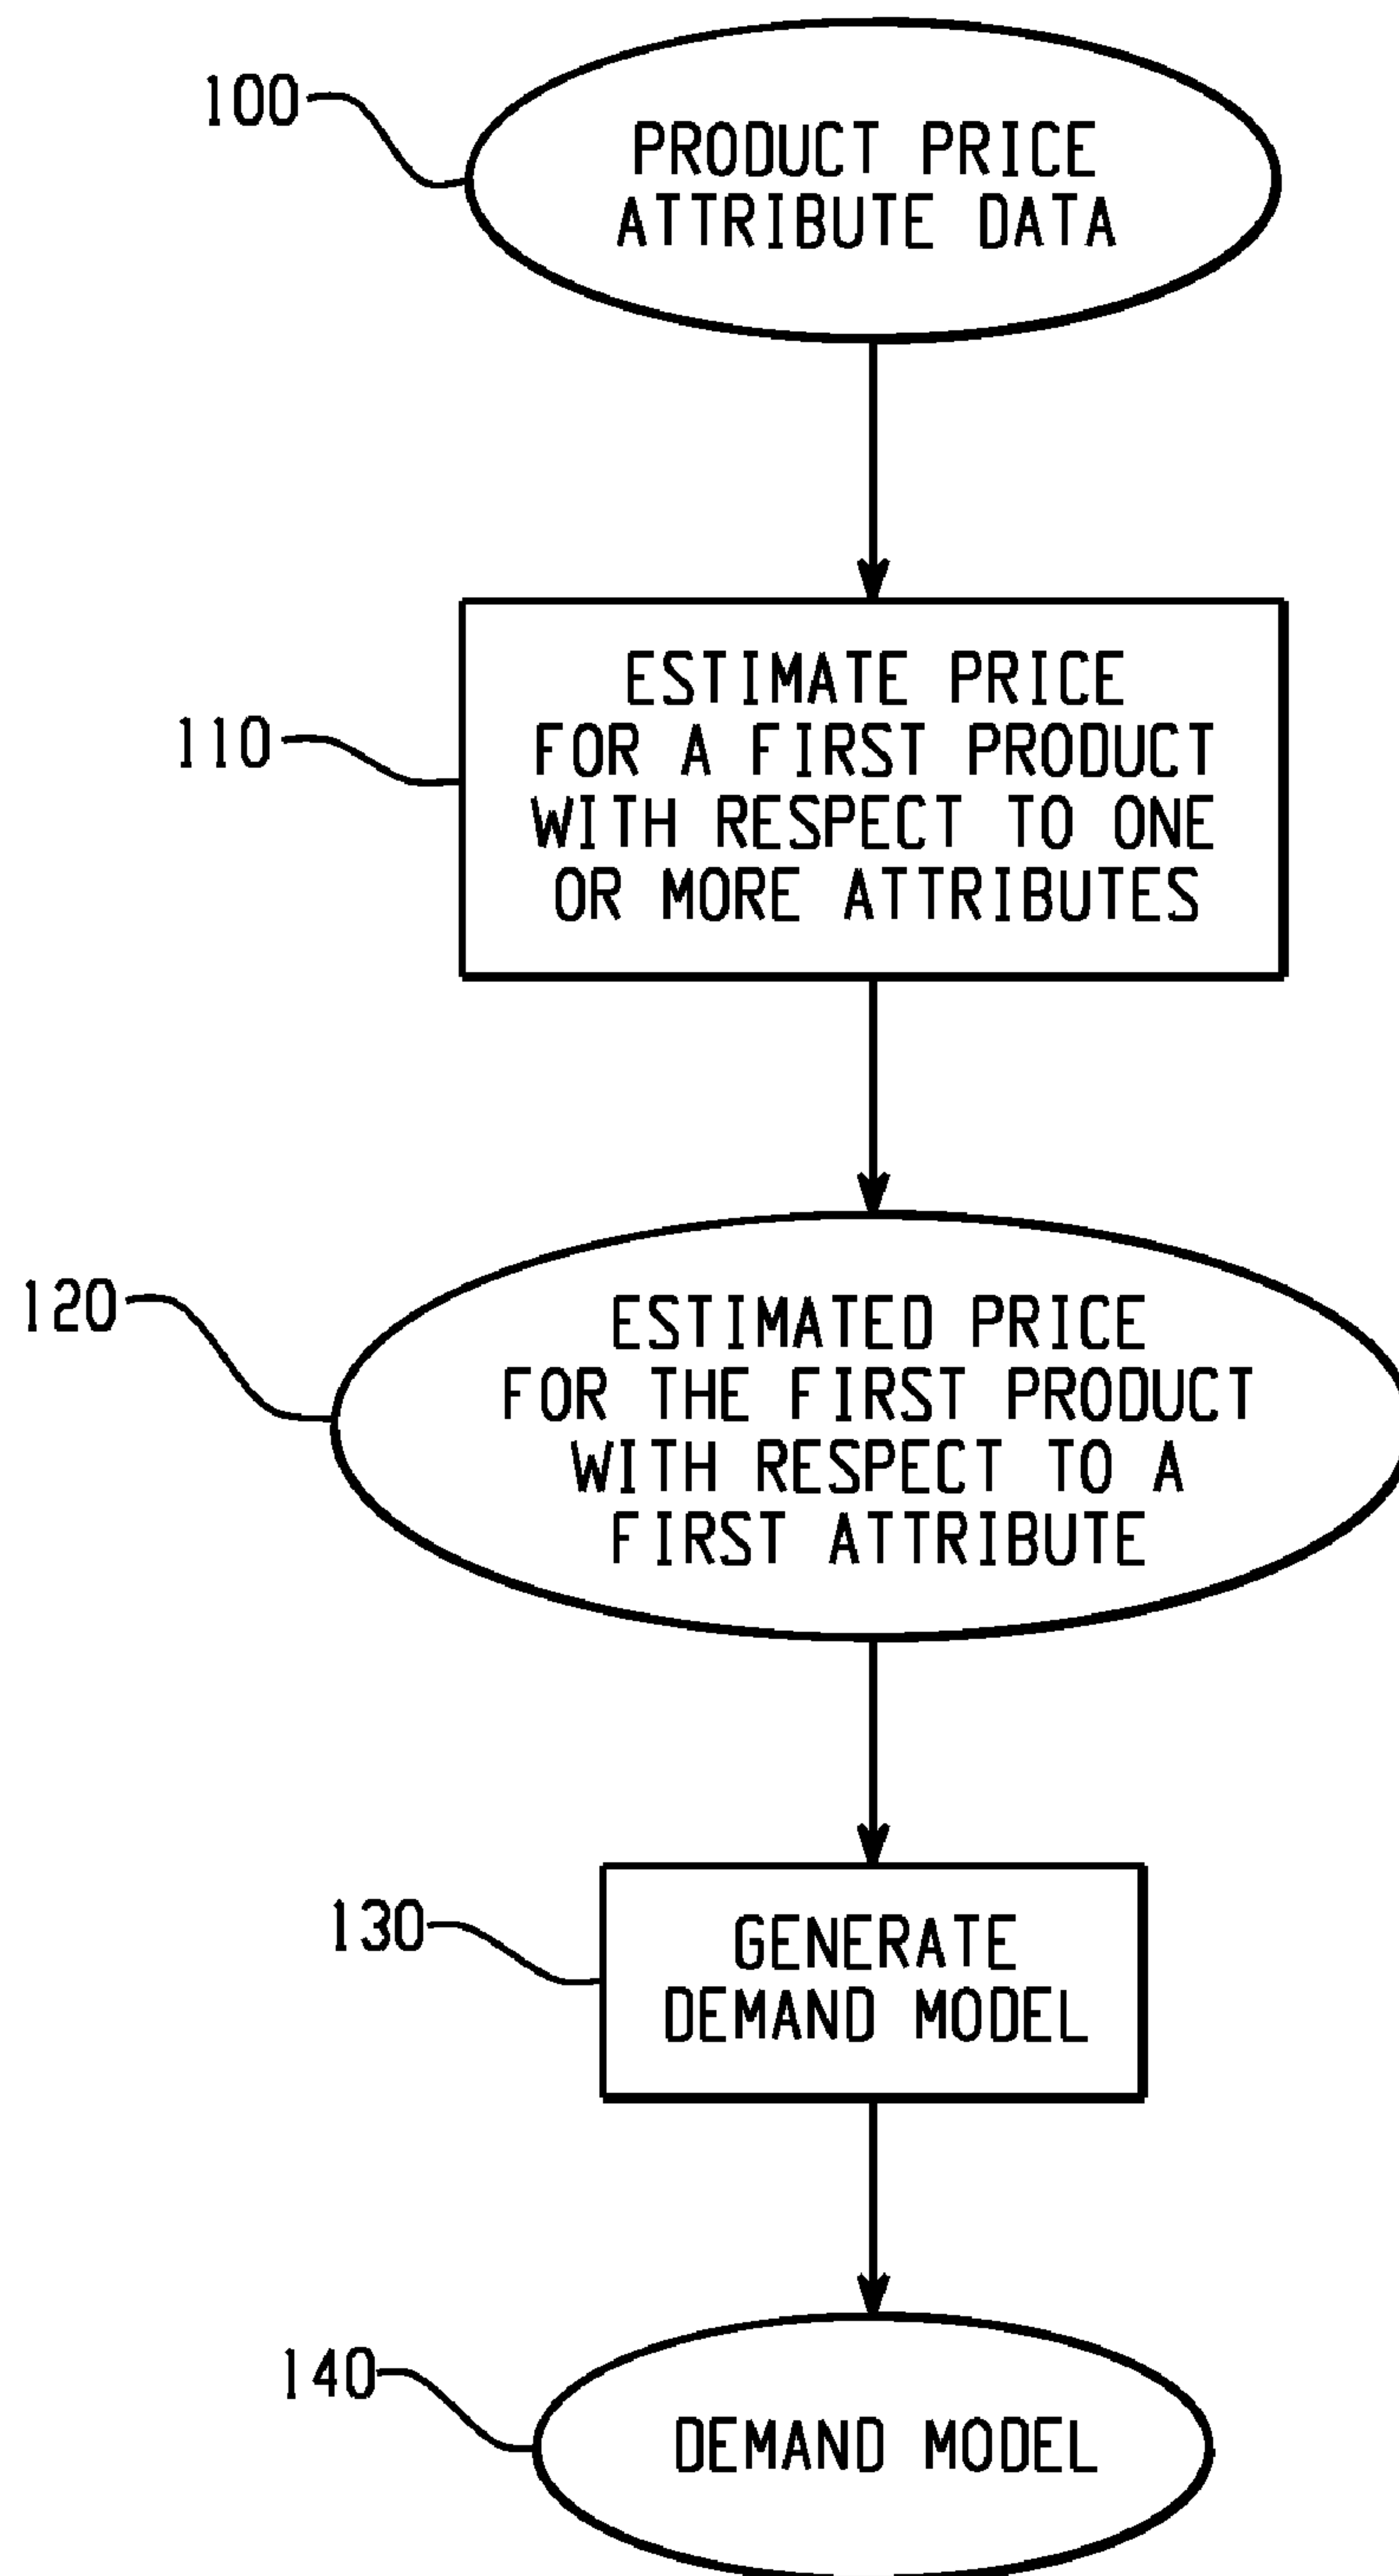 100
PRODUCT PRICE
ATTRIBUTE DATA
110
ESTIMATE PRICE
FOR A FIRST PRODUCT
WITH RESPECT TO ONE
OR MORE ATTRIBUTES
120
ESTIMATED PRICE
FOR THE FIRST PRODUCT
WITH RESPECT TO A
FIRST ATTRIBUTE
130
GENERATE
DEMAND MODEL
140
DEMAND MODEL